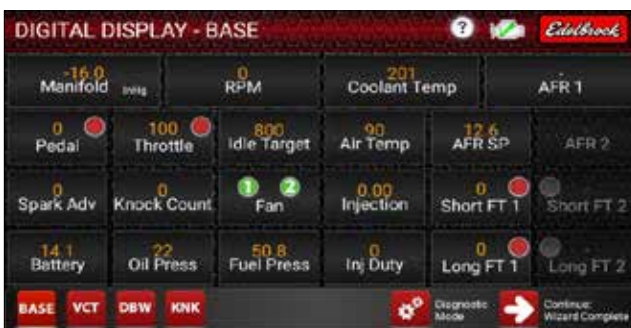 DIGITAL DISPLAY - BASE ? Edelbrock
-16.0 0 201 -
Manifold InHg RPM Coolant Temp AFR 1
0 100 800 90 12.6
Pedal Throttle Idle Target Air Temp AFR SP AFR 2
0 0 1 2 0.00 0
Spark Adv Knock Count Fan Injection Short FT 1 Short FT 2
14.1 22 50.8 0 0
Battery Oil Press Fuel Press Inj Duty Long FT 1 Long FT 2
BASE VCT DBW KNK Diagnostic Mode Continue: Wizard Complete